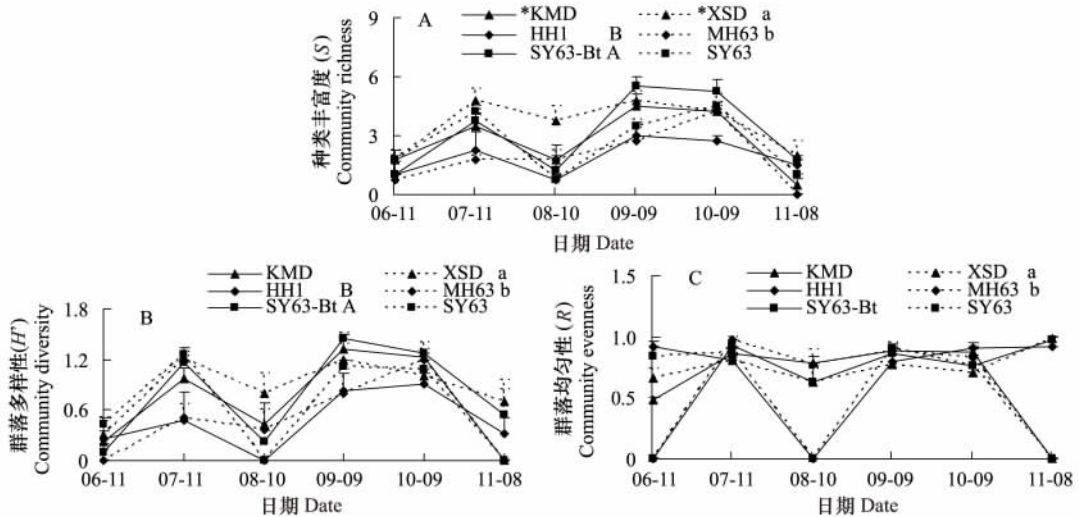 A
*KMD *XSD a
HH1 B MH63 b
SY63-Bt A SY63
种类丰富度 (S)
Community richness
9
6
3
0
06-11 07-11 08-10 09-09 10-09 11-08
日期 Date
KMD XSD a
HH1 B MH63 b
SY63-Bt A SY63
B
群落多样性(H')
Community diversity
1.8
1.2
0.6
0
06-11 07-11 08-10 09-09 10-09 11-08
日期 Date
C
KMD XSD a
HH1 MH63 b
SY63-Bt SY63
群落均匀性 (R)
Community evenness
1.5
1.0
0.5
0
06-11 07-11 08-10 09-09 10-09 11-08
日期 Date